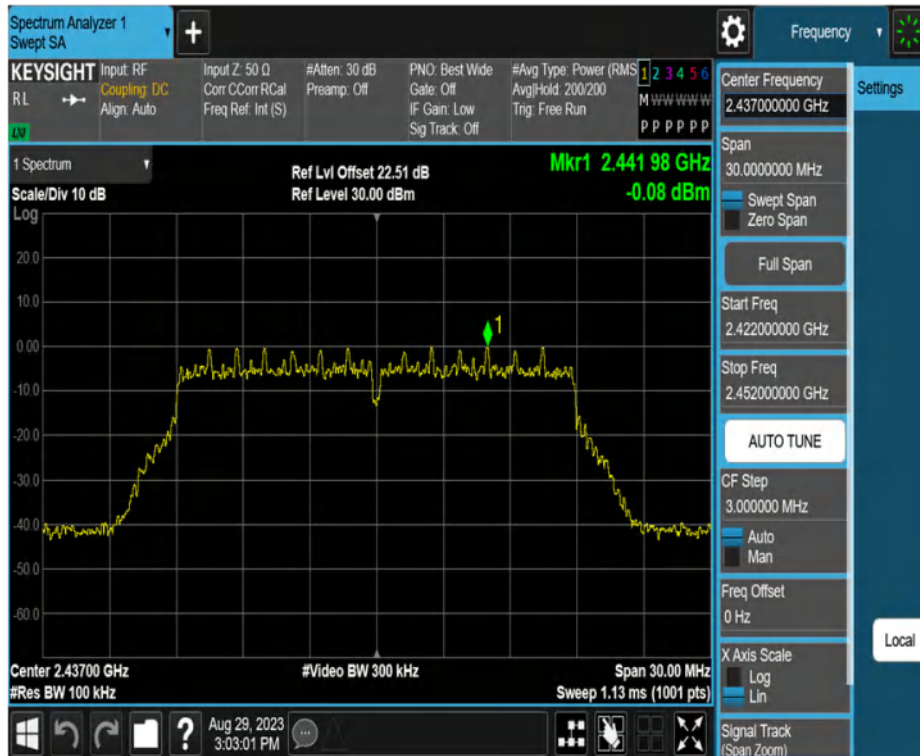 Spectrum Analyzer 1
Swept SA
Frequency
KEYSIGHT
RL
LXI
Input: RF
Coupling: DC
Align: Auto
Input Z: 50 Ω
Corr CCorr RCal
Freq Ref: Int (S)
#Atten: 30 dB
Preamp: Off
PNO: Best Wide
Gate: Off
IF Gain: Low
Sig Track: Off
#Avg Type: Power (RMS
Avg|Hold: 200/200
Trig: Free Run
1 2 3 4 5 6
M W W W W W
P P P P P P
1 Spectrum
Scale/Div 10 dB
Ref Lvl Offset 22.51 dB
Ref Level 30.00 dBm
Mkr1 2.441 98 GHz
-0.08 dBm
Log
1
20.0
10.0
0.00
-10.0
-20.0
-30.0
-40.0
-50.0
-60.0
Center 2.43700 GHz
#Res BW 100 kHz
#Video BW 300 kHz
Span 30.00 MHz
Sweep 1.13 ms (1001 pts)
Aug 29, 2023
3:03:01 PM
Center Frequency
2.437000000 GHz
Settings
Span
30.0000000 MHz
Swept Span
Zero Span
Full Span
Start Freq
2.422000000 GHz
Stop Freq
2.452000000 GHz
AUTO TUNE
CF Step
3.000000 MHz
Auto
Man
Freq Offset
0 Hz
Local
X Axis Scale
Log
Lin
Signal Track
(Span Zoom)